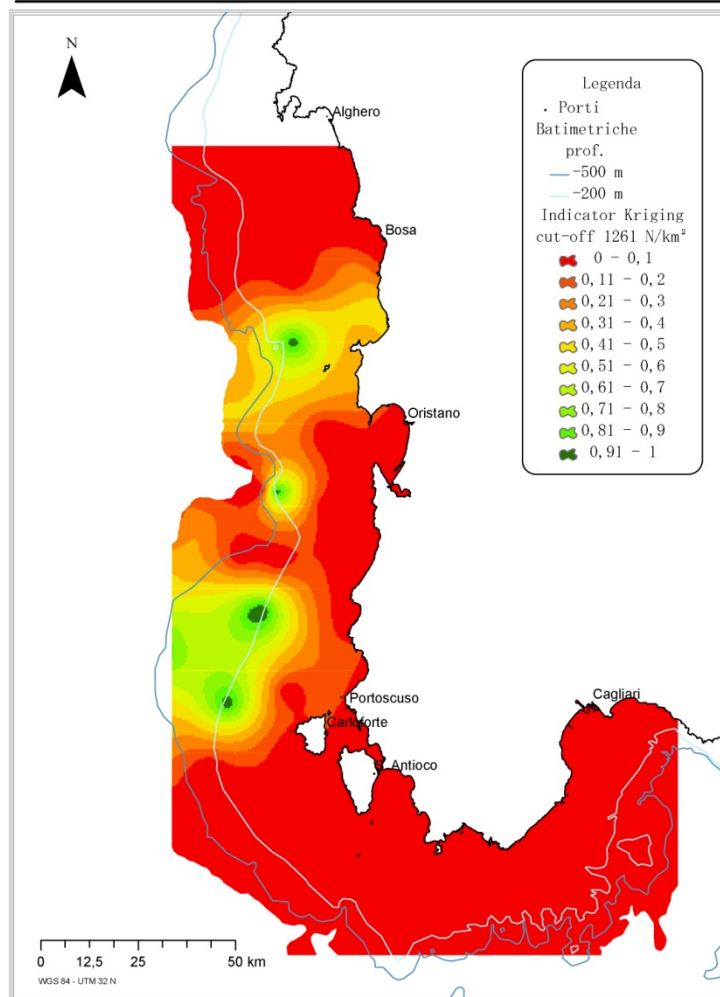 N
Alghero
Bosa
Oristano
Portoscuso
Carloforte
Antioco
Cagliari
Legenda
Porti
Batimetriche
prof.
-500 m
-200 m
Indicator Kriging
cut-off 1261 N/km²
0 - 0,1
0,11 - 0,2
0,21 - 0,3
0,31 - 0,4
0,41 - 0,5
0,51 - 0,6
0,61 - 0,7
0,71 - 0,8
0,81 - 0,9
0,91 - 1
0 12,5 25 50 km
WGS 84 - UTM 32 N